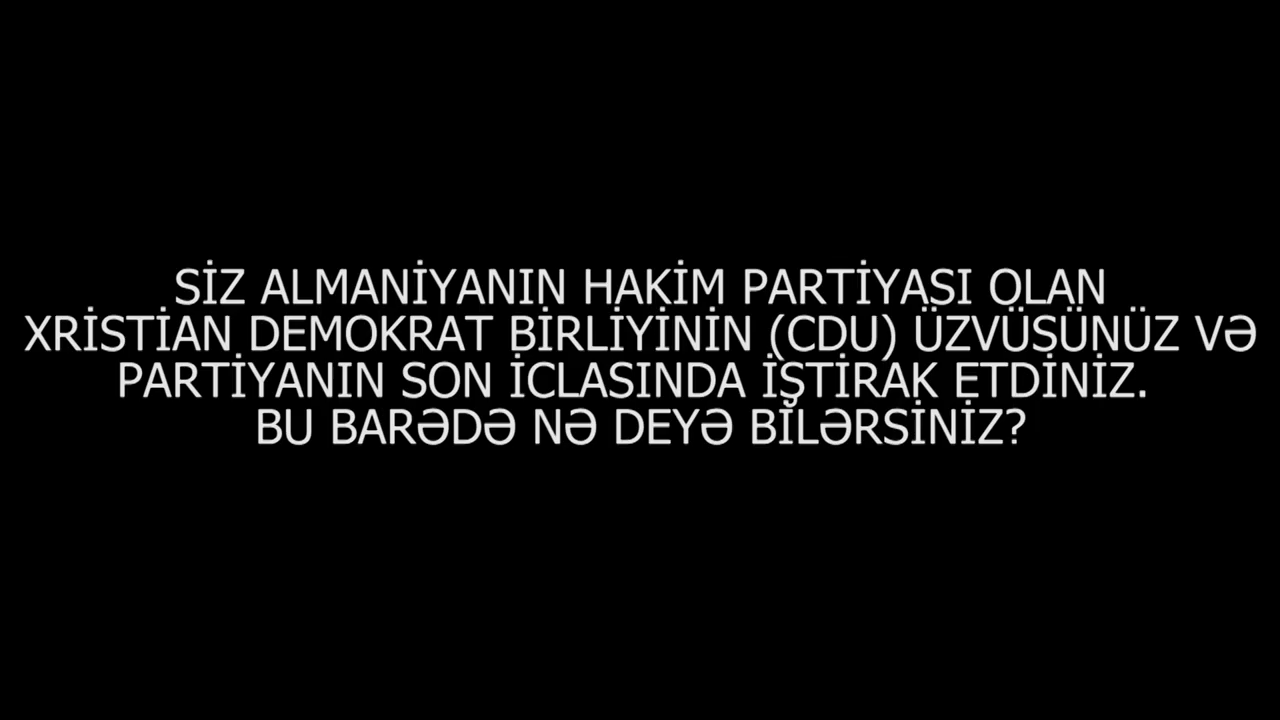 SİZ ALMANİYANIN HAKİM PARTİYASI OLAN
XRİSTİAN DEMOKRAT BİRLİYİNİN (CDU) ÜZVÜSÜNÜZ VƏ
PARTİYANIN SON İCLASINDA İŞTİRAK ETDİNİZ.
BU BARƏDƏ NƏ DEYƏ BİLƏRSİNİZ?